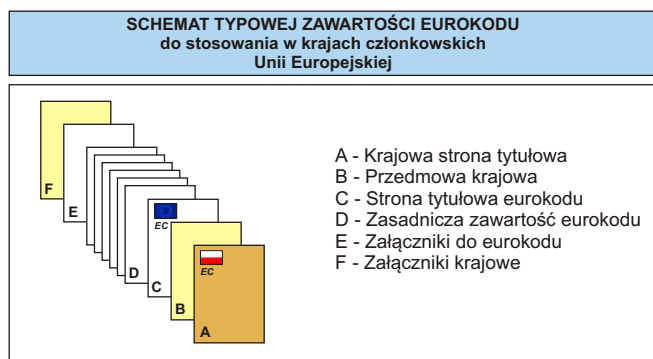 SCHEMAT TYPOWEJ ZAWARTOŚCI EUROKODU
do stosowania w krajach członkowskich
Unii Europejskiej
F
E
D
C
EC
B
EC
A
A - Krajowa strona tytułowa
B - Przedmowa krajowa
C - Strona tytułowa eurokodu
D - Zasadnicza zawartość eurokodu
E - Załączniki do eurokodu
F - Załączniki krajowe